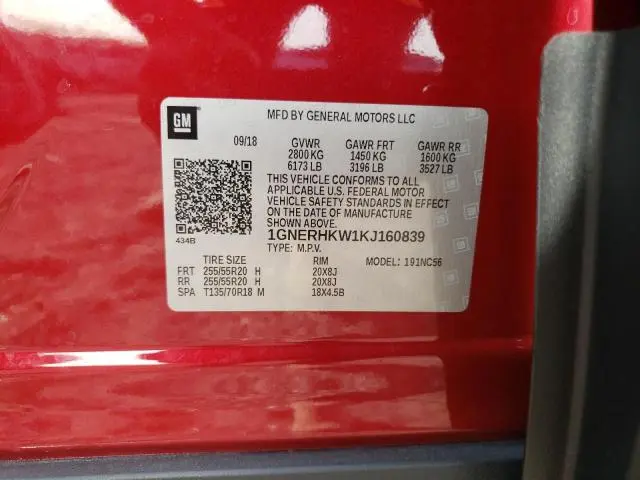 GM
MFD BY GENERAL MOTORS LLC
09/18 GVWR GAWR FRT GAWR RR
2800 KG 1450 KG 1600 KG
6173 LB 3196 LB 3527 LB
THIS VEHICLE CONFORMS TO ALL
APPLICABLE U.S. FEDERAL MOTOR
VEHICLE SAFETY STANDARDS IN EFFECT
ON THE DATE OF MANUFACTURE
SHOWN ABOVE.
434B
1GNERHKW1KJ160839
TYPE: M.P.V. MODEL: 191NC56
TIRE SIZE RIM
FRT 255/55R20 H 20X8J
RR 255/55R20 H 20X8J
SPA T135/70R18 M 18X4.5B